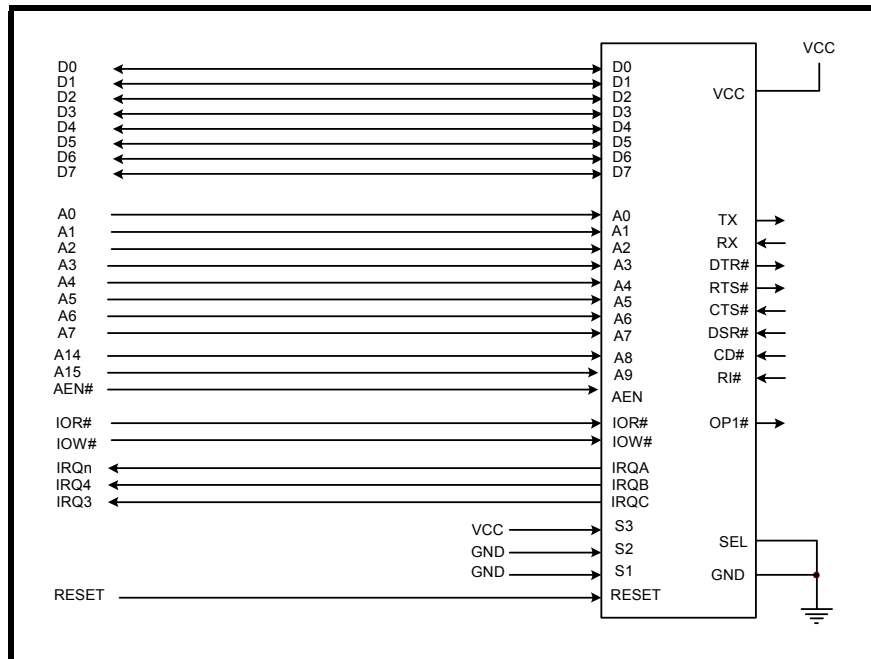 VCC
D0 D0
D1 D1
D2 D2 VCC
D3 D3
D4 D4
D5 D5
D6 D6
D7 D7
A0 A0 TX
A1 A1
A2 A2 RX
A3 A3 DTR#
A4 A4 RTS#
A5 A5
A6 A6 CTS#
A7 A7 DSR#
A14 A8 CD#
A15 A9 RI#
AEN# AEN
IOR# IOR# OP1#
IOW# IOW#
IRQn IRQA
IRQ4 IRQB
IRQ3 IRQC
VCC S3
GND S2 SEL
GND S1 GND
RESET RESET